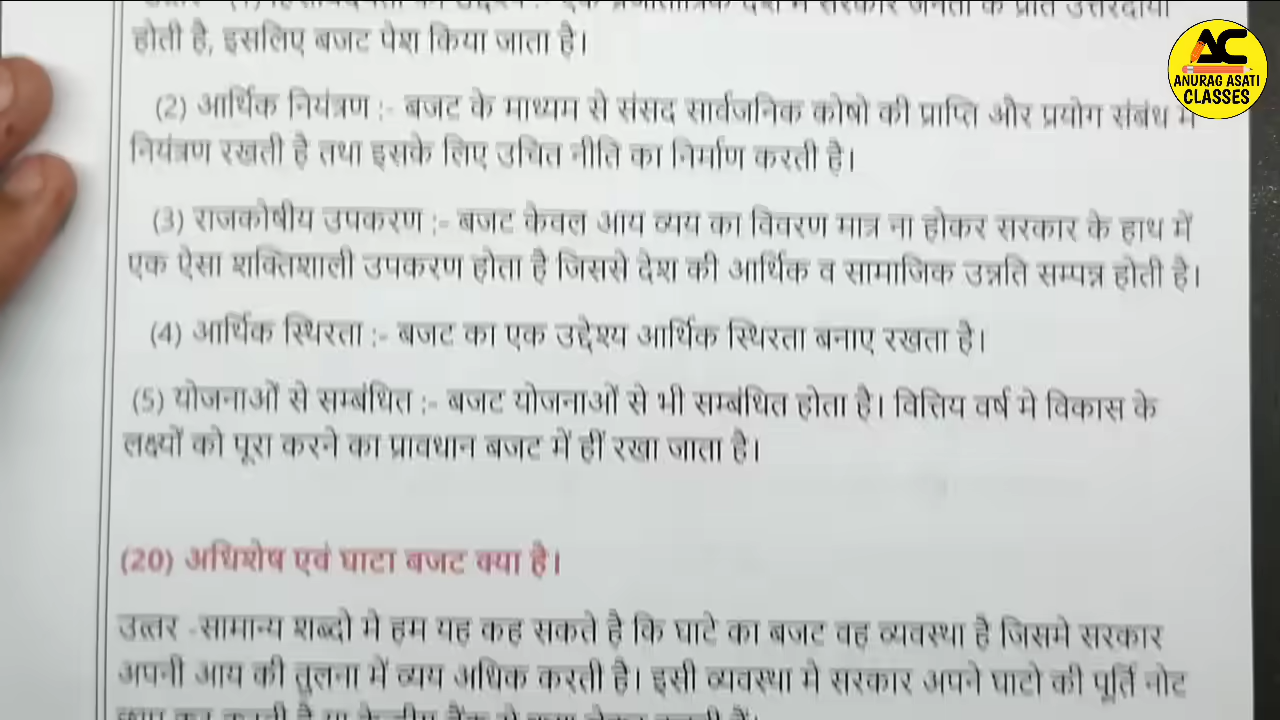 होती है, इसलिए बजट पेश किया जाता है।
(2) आर्थिक नियंत्रण :- बजट के माध्यम से संसद सार्वजनिक कोषो की प्राप्ति और प्रयोग संबंध में
नियंत्रण रखती है तथा इसके लिए उचित नीति का निर्माण करती है।
(3) राजकोषीय उपकरण :- बजट केवल आय व्यय का विवरण मात्र ना होकर सरकार के हाथ में
एक ऐसा शक्तिशाली उपकरण होता है जिससे देश की आर्थिक व सामाजिक उन्नति सम्पन्न होती है।
(4) आर्थिक स्थिरता :- बजट का एक उद्देश्य आर्थिक स्थिरता बनाए रखता है।
(5) योजनाओं से सम्बंधित :- बजट योजनाओं से भी सम्बंधित होता है। वित्तिय वर्ष मे विकास के
लक्ष्यों को पूरा करने का प्रावधान बजट में हीं रखा जाता है।
(20) अधिशेष एवं घाटा बजट क्या है।
उत्तर -सामान्य शब्दो मे हम यह कह सकते है कि घाटे का बजट वह व्यवस्था है जिसमे सरकार
अपनी आय की तुलना में व्यय अधिक करती है। इसी व्यवस्था मे सरकार अपने घाटो की पूर्ति नोट
AC
ANURAG ASATI
CLASSES